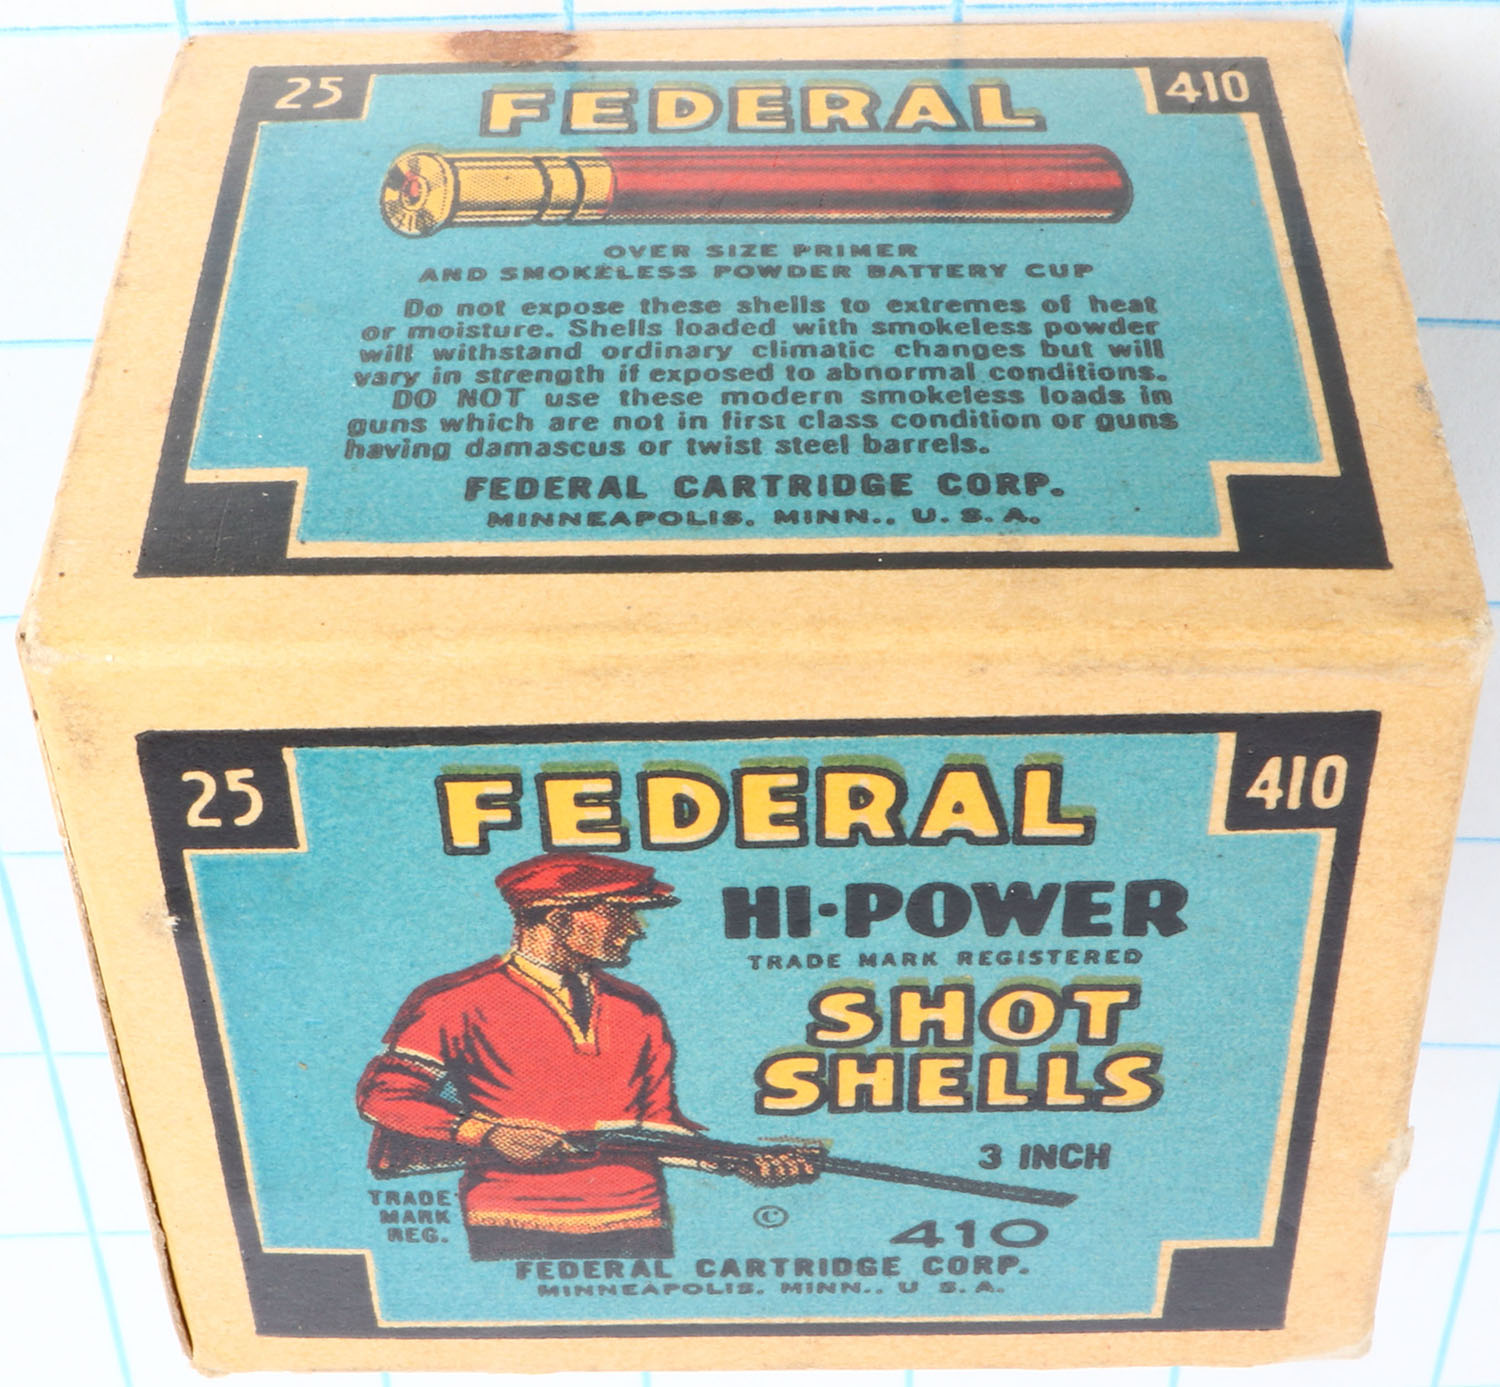 25
FEDERAL
410
OVER SIZE PRIMER
AND SMOKELESS POWDER BATTERY CUP
Do not expose these shells to extremes of heat
or moisture. Shells loaded with smokeless powder
will withstand ordinary climatic changes but will
vary in strength if exposed to abnormal conditions.
DO NOT use these modern smokeless loads in
guns which are not in first class condition or guns
having damascus or twist steel barrels.
FEDERAL CARTRIDGE CORP.
MINNEAPOLIS, MINN., U. S. A.
25
FEDERAL
410
HI-POWER
TRADE MARK REGISTERED
SHOT
SHELLS
3 INCH
TRADE
MARK
REG.
©
410
FEDERAL CARTRIDGE CORP.
MINNEAPOLIS, MINN., U S. A.